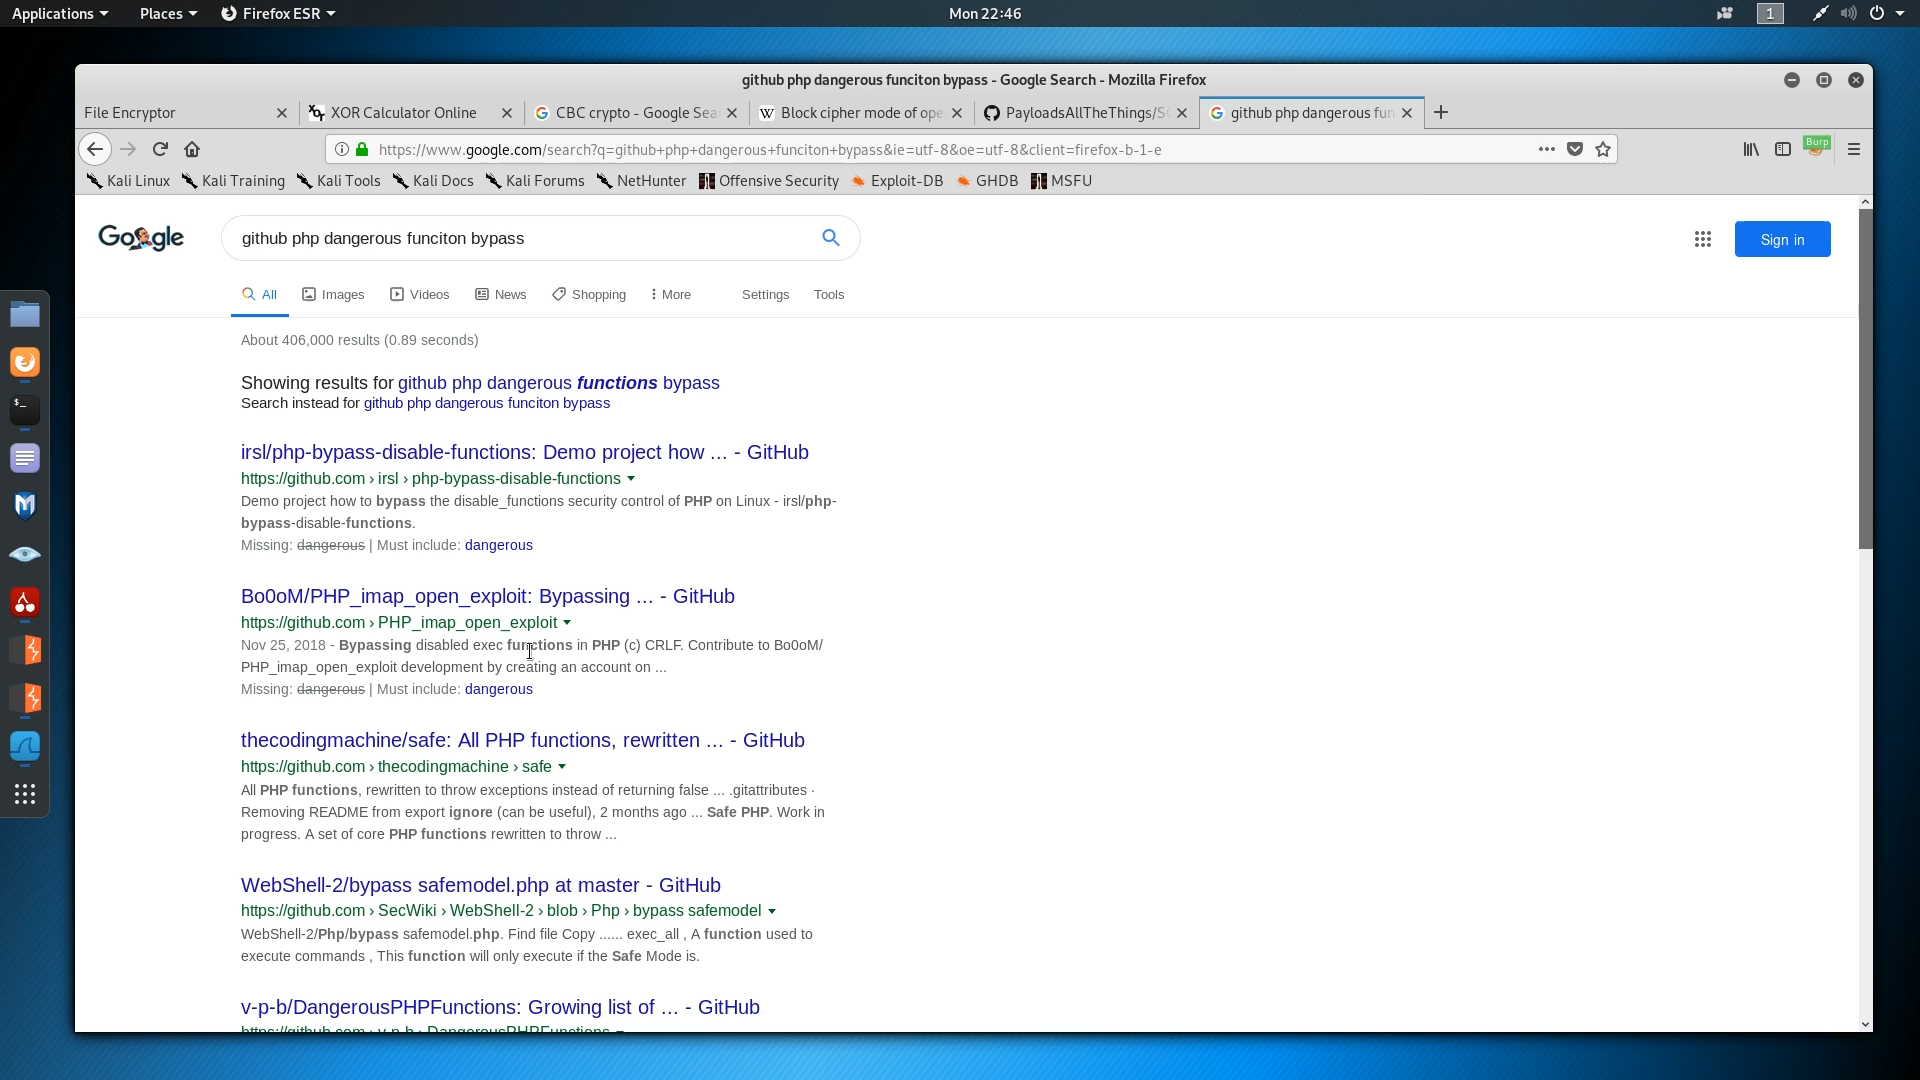 Applications Places Firefox ESR Mon 22:46 1
github php dangerous funciton bypass - Google Search - Mozilla Firefox
File Encryptor XOR Calculator Online CBC crypto - Google Sea Block cipher mode of ope PayloadsAllTheThings/S github php dangerous fun
https://www.google.com/search?q=github+php+dangerous+funciton+bypass&ie=utf-8&oe=utf-8&client=firefox-b-1-e Burp
Kali Linux Kali Training Kali Tools Kali Docs Kali Forums NetHunter Offensive Security Exploit-DB GHDB MSFU
Google github php dangerous funciton bypass Sign in
All Images Videos News Shopping More Settings Tools
About 406,000 results (0.89 seconds)
Showing results for github php dangerous functions bypass
Search instead for github php dangerous funciton bypass
irsl/php-bypass-disable-functions: Demo project how ... - GitHub
https://github.com › irsl › php-bypass-disable-functions
Demo project how to bypass the disable_functions security control of PHP on Linux - irsl/php-
bypass-disable-functions.
Missing: dangerous | Must include: dangerous
Bo0oM/PHP_imap_open_exploit: Bypassing ... - GitHub
https://github.com › PHP_imap_open_exploit
Nov 25, 2018 - Bypassing disabled exec functions in PHP (c) CRLF. Contribute to Bo0oM/
PHP_imap_open_exploit development by creating an account on ...
Missing: dangerous | Must include: dangerous
thecodingmachine/safe: All PHP functions, rewritten ... - GitHub
https://github.com › thecodingmachine › safe
All PHP functions, rewritten to throw exceptions instead of returning false ... .gitattributes ·
Removing README from export ignore (can be useful), 2 months ago ... Safe PHP. Work in
progress. A set of core PHP functions rewritten to throw ...
WebShell-2/bypass safemodel.php at master - GitHub
https://github.com › SecWiki › WebShell-2 › blob › Php › bypass safemodel
WebShell-2/Php/bypass safemodel.php. Find file Copy ...... exec_all , A function used to
execute commands , This function will only execute if the Safe Mode is.
v-p-b/DangerousPHPFunctions: Growing list of ... - GitHub
https://github.com › v-p-b › DangerousPHPFunctions